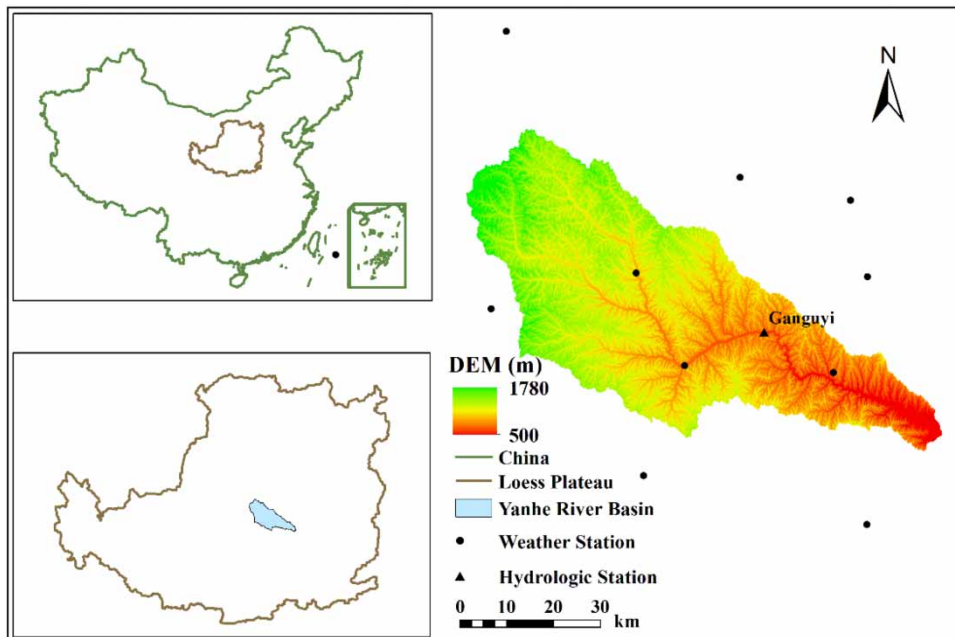 N
Ganguyi
DEM (m)
1780
500
China
Loess Plateau
Yanhe River Basin
Weather Station
Hydrologic Station
0 10 20 30
km